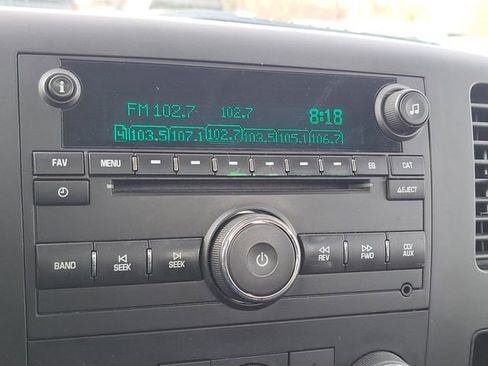 FM 102.7 102.7 8:18
4 103.5 107.1 102.7 103.5 105.1 106.7
FAV MENU EQ CAT
EJECT
BAND SEEK SEEK REV FWD CD/AUX